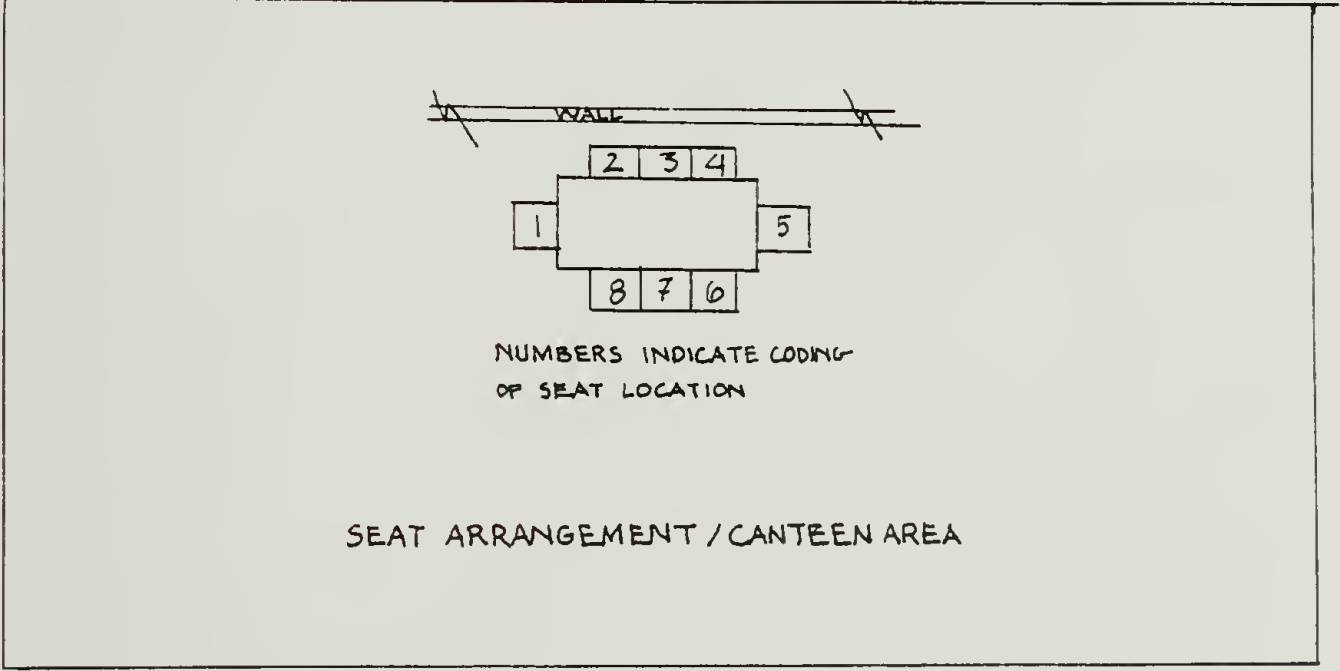 WALL
2 3 4
1 5
8 7 6
NUMBERS INDICATE CODING
OF SEAT LOCATION
SEAT ARRANGEMENT / CANTEEN AREA